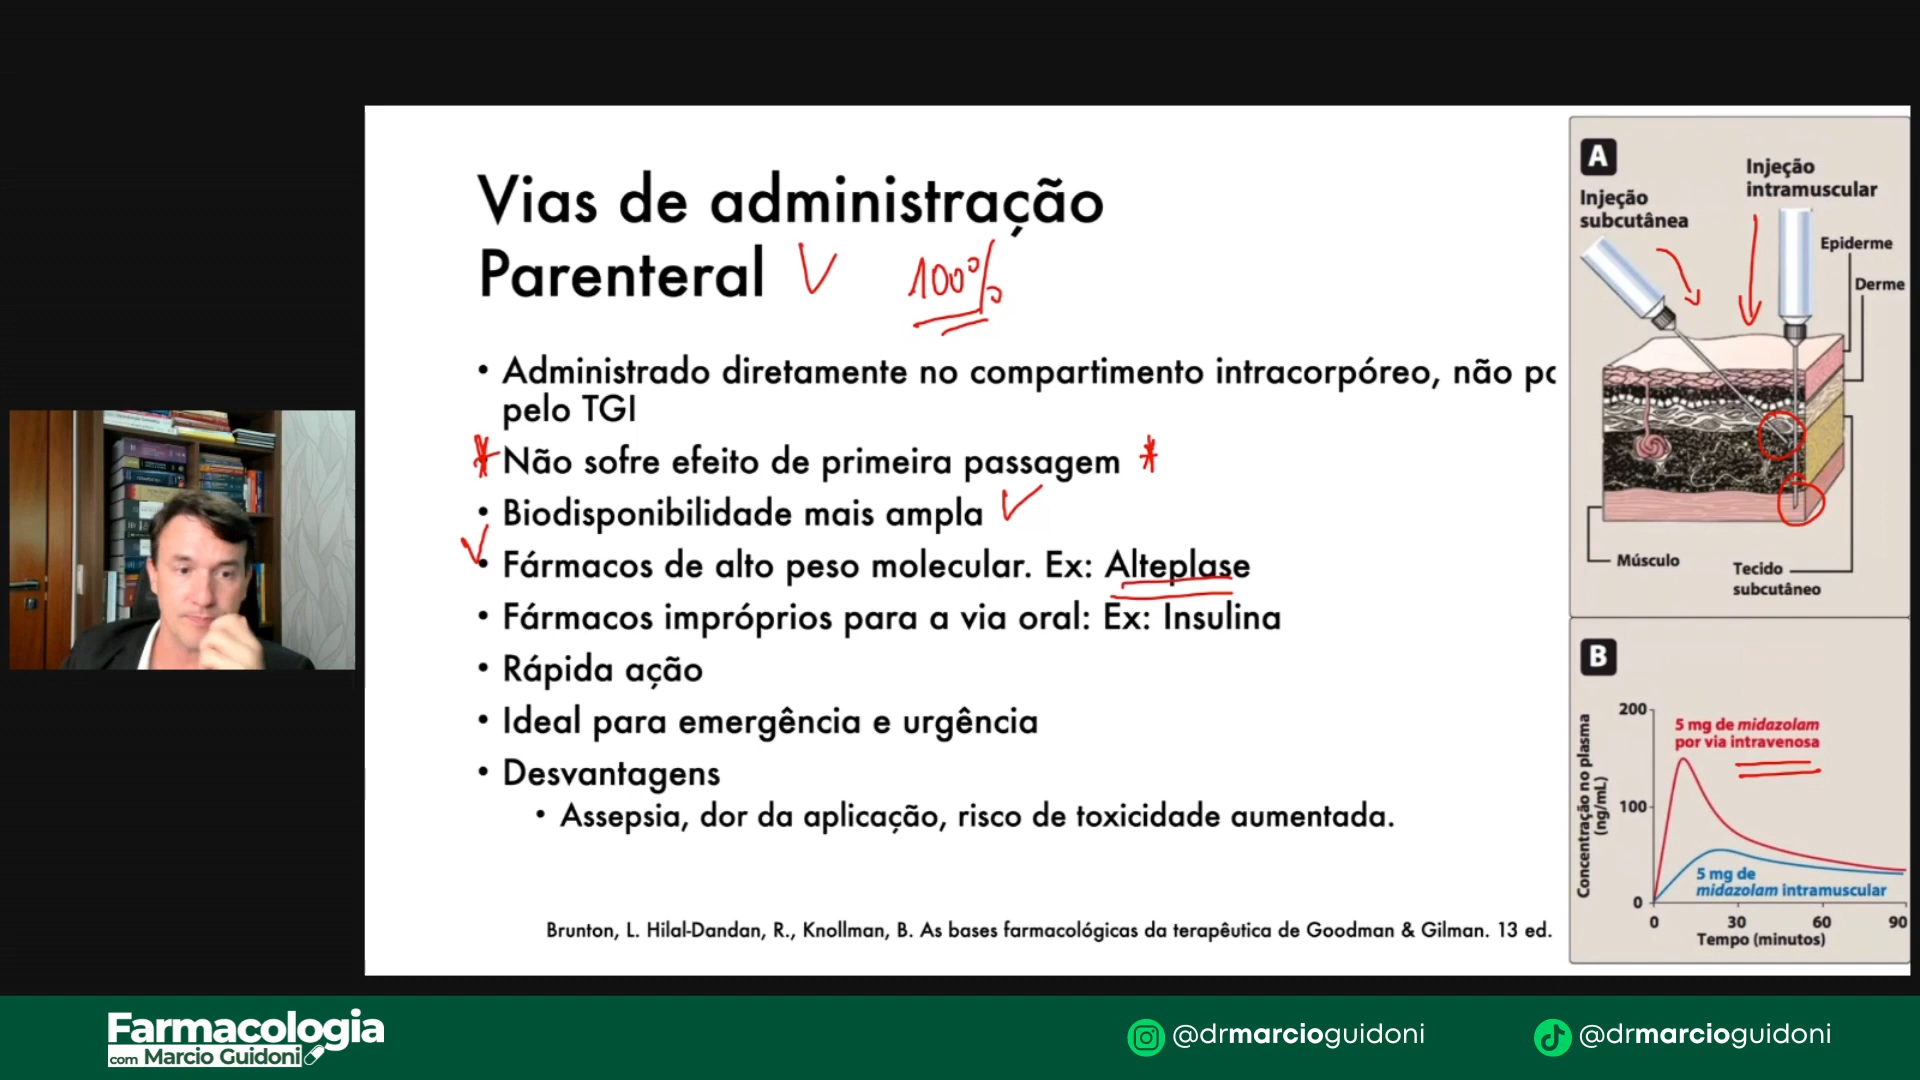 Vias de administração
Parenteral
100%
• Administrado diretamente no compartimento intracorpóreo, não
pelo TGI
* Não sofre efeito de primeira passagem *
• Biodisponibilidade mais ampla
• Fármacos de alto peso molecular. Ex: Alteplase
• Fármacos impróprios para a via oral: Ex: Insulina
• Rápida ação
• Ideal para emergência e urgência
• Desvantagens
• Assepsia, dor da aplicação, risco de toxicidade aumentada.
Brunton, L. Hilal-Dandan, R., Knollman, B. As bases farmacológicas da terapêutica de Goodman & Gilman. 13 ed.
A
Injeção
intramuscular
Injeção
subcutânea
Epiderme
Derme
Músculo
Tecido
subcutâneo
B
Concentração no plasma
(ng/mL)
200
100
0
5 mg de midazolam
por via intravenosa
5 mg de
midazolam intramuscular
0 30 60 90
Tempo (minutos)
Farmacologia
com Marcio Guidoni
@drmarcioguidoni
@drmarcioguidoni